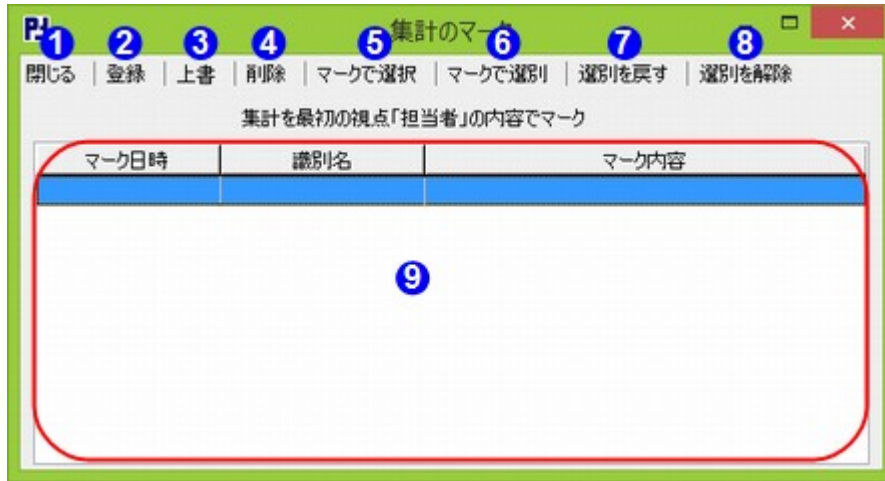 集計のマーク
1 2 3 4 5 6 7 8
閉じる | 登録 | 上書 | 削除 | マークで選択 | マークで選別 | 選別を戻す | 選別を解除
集計を最初の視点「担当者」の内容でマーク
マーク日時 識別名 マーク内容
9